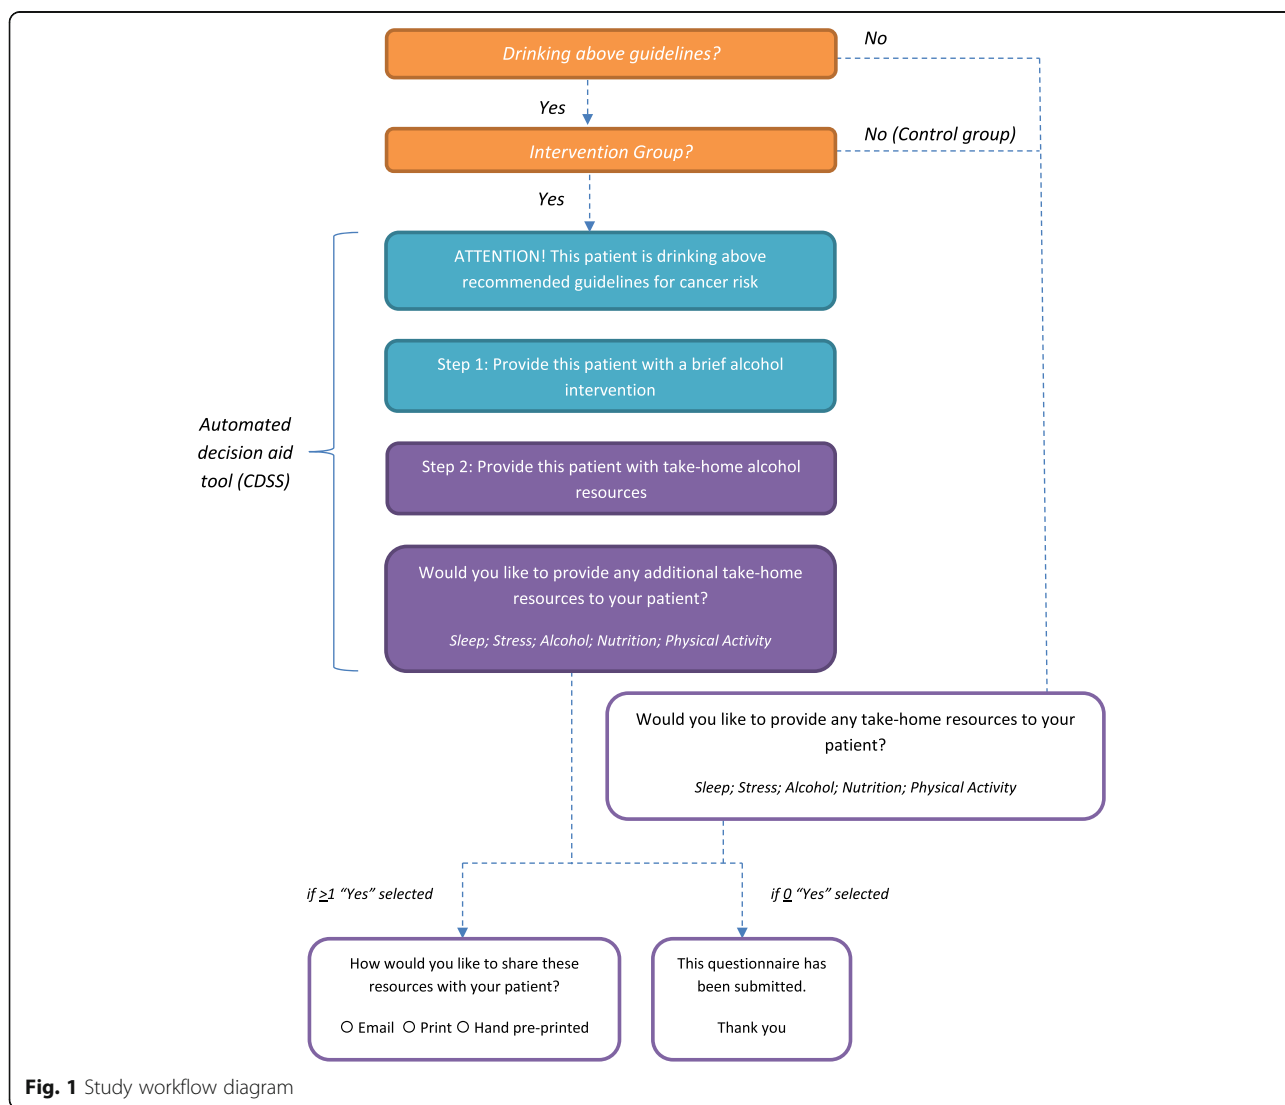 Drinking above guidelines?
No
Yes
Intervention Group?
No (Control group)
Yes
ATTENTION! This patient is drinking above
recommended guidelines for cancer risk
Step 1: Provide this patient with a brief alcohol
intervention
Automated
decision aid
tool (CDSS)
Step 2: Provide this patient with take-home alcohol
resources
Would you like to provide any additional take-home
resources to your patient?
Sleep; Stress; Alcohol; Nutrition; Physical Activity
Would you like to provide any take-home resources to your
patient?
Sleep; Stress; Alcohol; Nutrition; Physical Activity
if >1 “Yes” selected
if 0 “Yes” selected
How would you like to share these
resources with your patient?
Email Print Hand pre-printed
This questionnaire has
been submitted.
Thank you
Fig. 1 Study workflow diagram